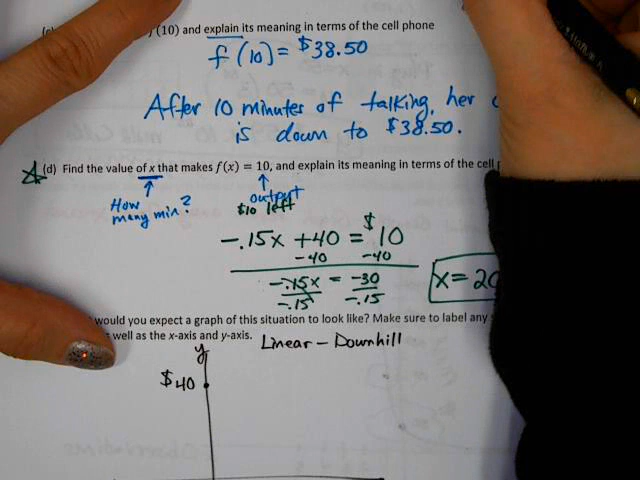 (10) and explain its meaning in terms of the cell phone
f(10) = $38.50
After 10 minutes of talking, her
is down to $38.50.
(d) Find the value of x that makes f(x) = 10, and explain its meaning in terms of the cell
How many min?
output
$10 left
-.15x + 40 = $10
-40 -40
-.15x = -30
-.15 -.15
x = 20
would you expect a graph of this situation to look like? Make sure to label any
well as the x-axis and y-axis.
Linear - Downhill
y
$40